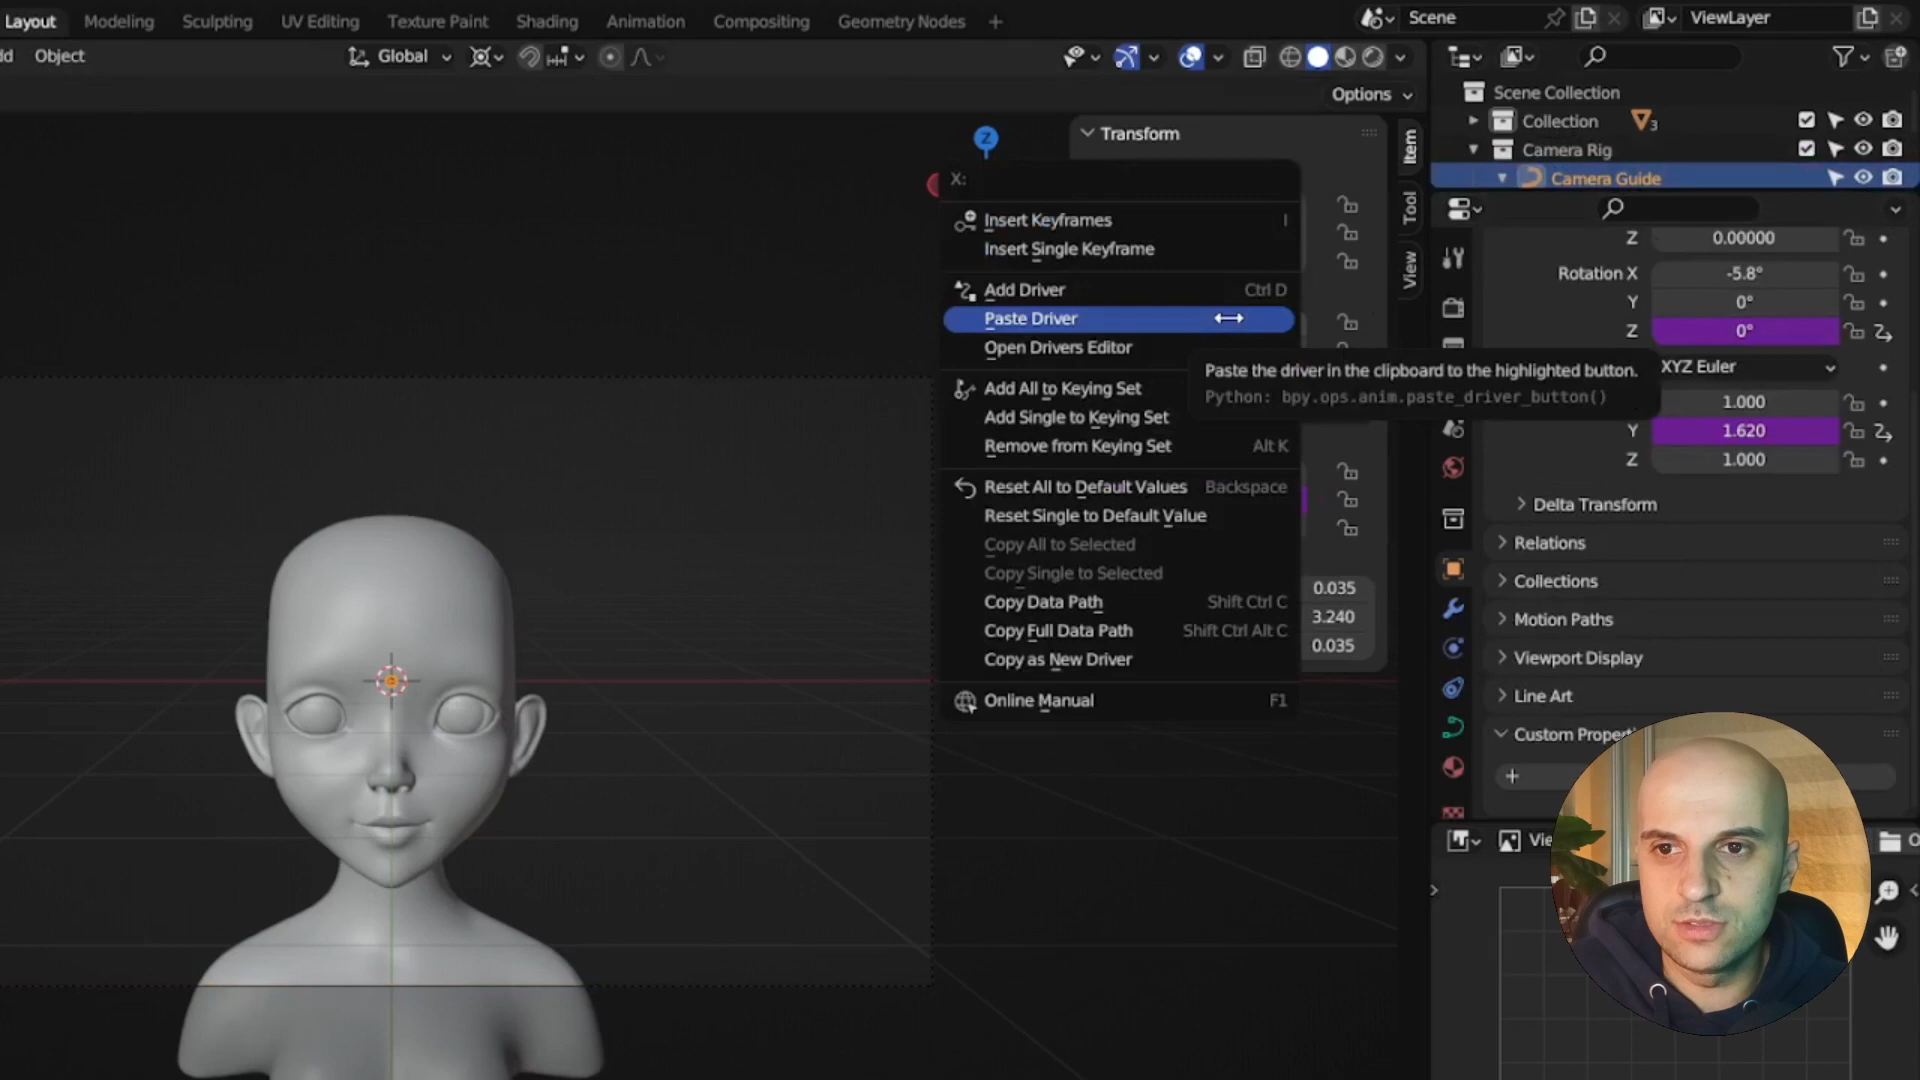 Layout Modeling Sculpting UV Editing Texture Paint Shading Animation Compositing Geometry Nodes +
Scene ViewLayer
Object Global
Options
Scene Collection
Collection 3
Camera Rig
Camera Guide
Transform
Item
Tool
View
Z
X:
Insert Keyframes I
Insert Single Keyframe
Add Driver Ctrl D
Paste Driver
Open Drivers Editor
Add All to Keying Set
Add Single to Keying Set
Remove from Keying Set Alt K
Reset All to Default Values Backspace
Reset Single to Default Value
Copy All to Selected
Copy Single to Selected
Copy Data Path Shift Ctrl C
Copy Full Data Path Shift Ctrl Alt C
Copy as New Driver
Online Manual F1
Paste the driver in the clipboard to the highlighted button.
Python: bpy.ops.anim.paste_driver_button()
0.035
3.240
0.035
Z 0.00000
Rotation X -5.8°
Y 0°
Z 0°
XYZ Euler
1.000
Y 1.620
Z 1.000
Delta Transform
Relations
Collections
Motion Paths
Viewport Display
Line Art